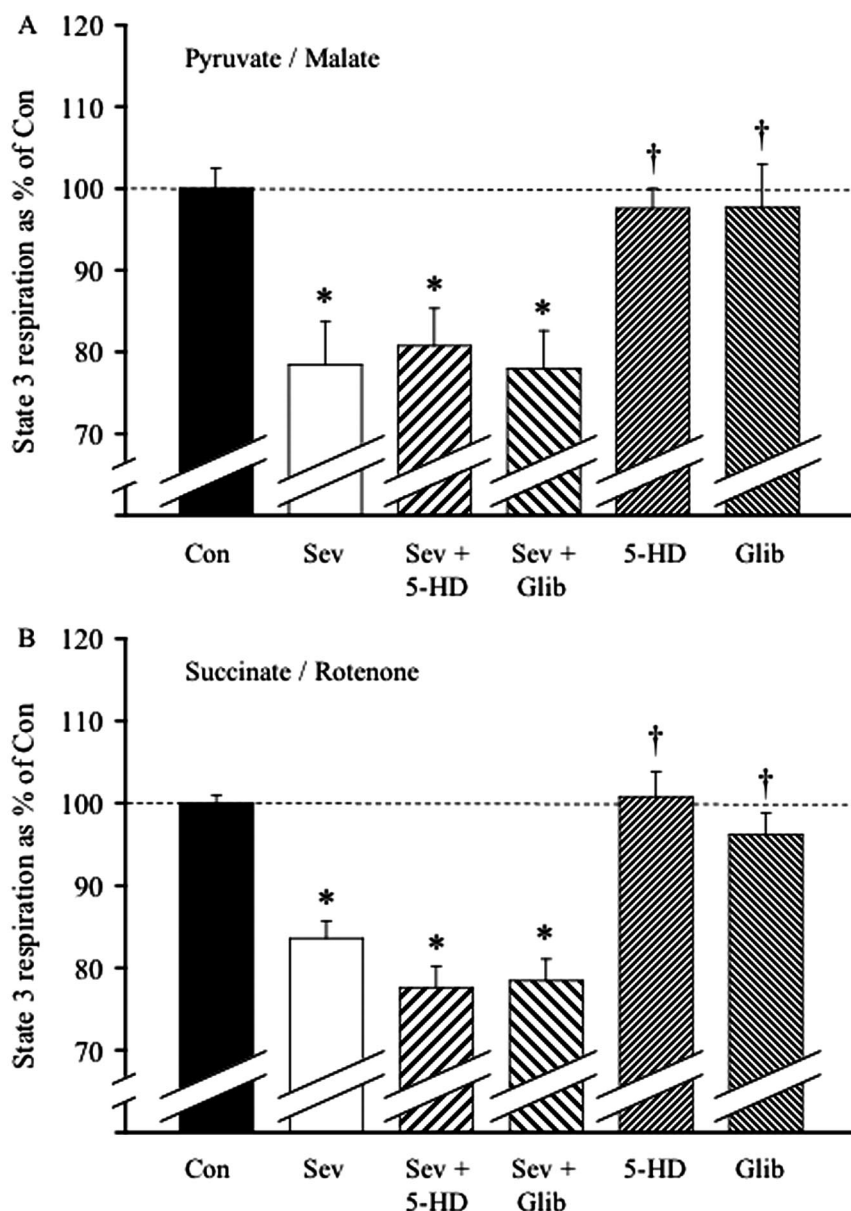 A
120
Pyruvate / Malate
110
100
90
80
70
State 3 respiration as % of Con
†
†
*
*
*
Con
Sev
Sev +
5-HD
Sev +
Glib
5-HD
Glib
B
120
Succinate / Rotenone
110
100
90
80
70
State 3 respiration as % of Con
†
†
*
*
*
Con
Sev
Sev +
5-HD
Sev +
Glib
5-HD
Glib